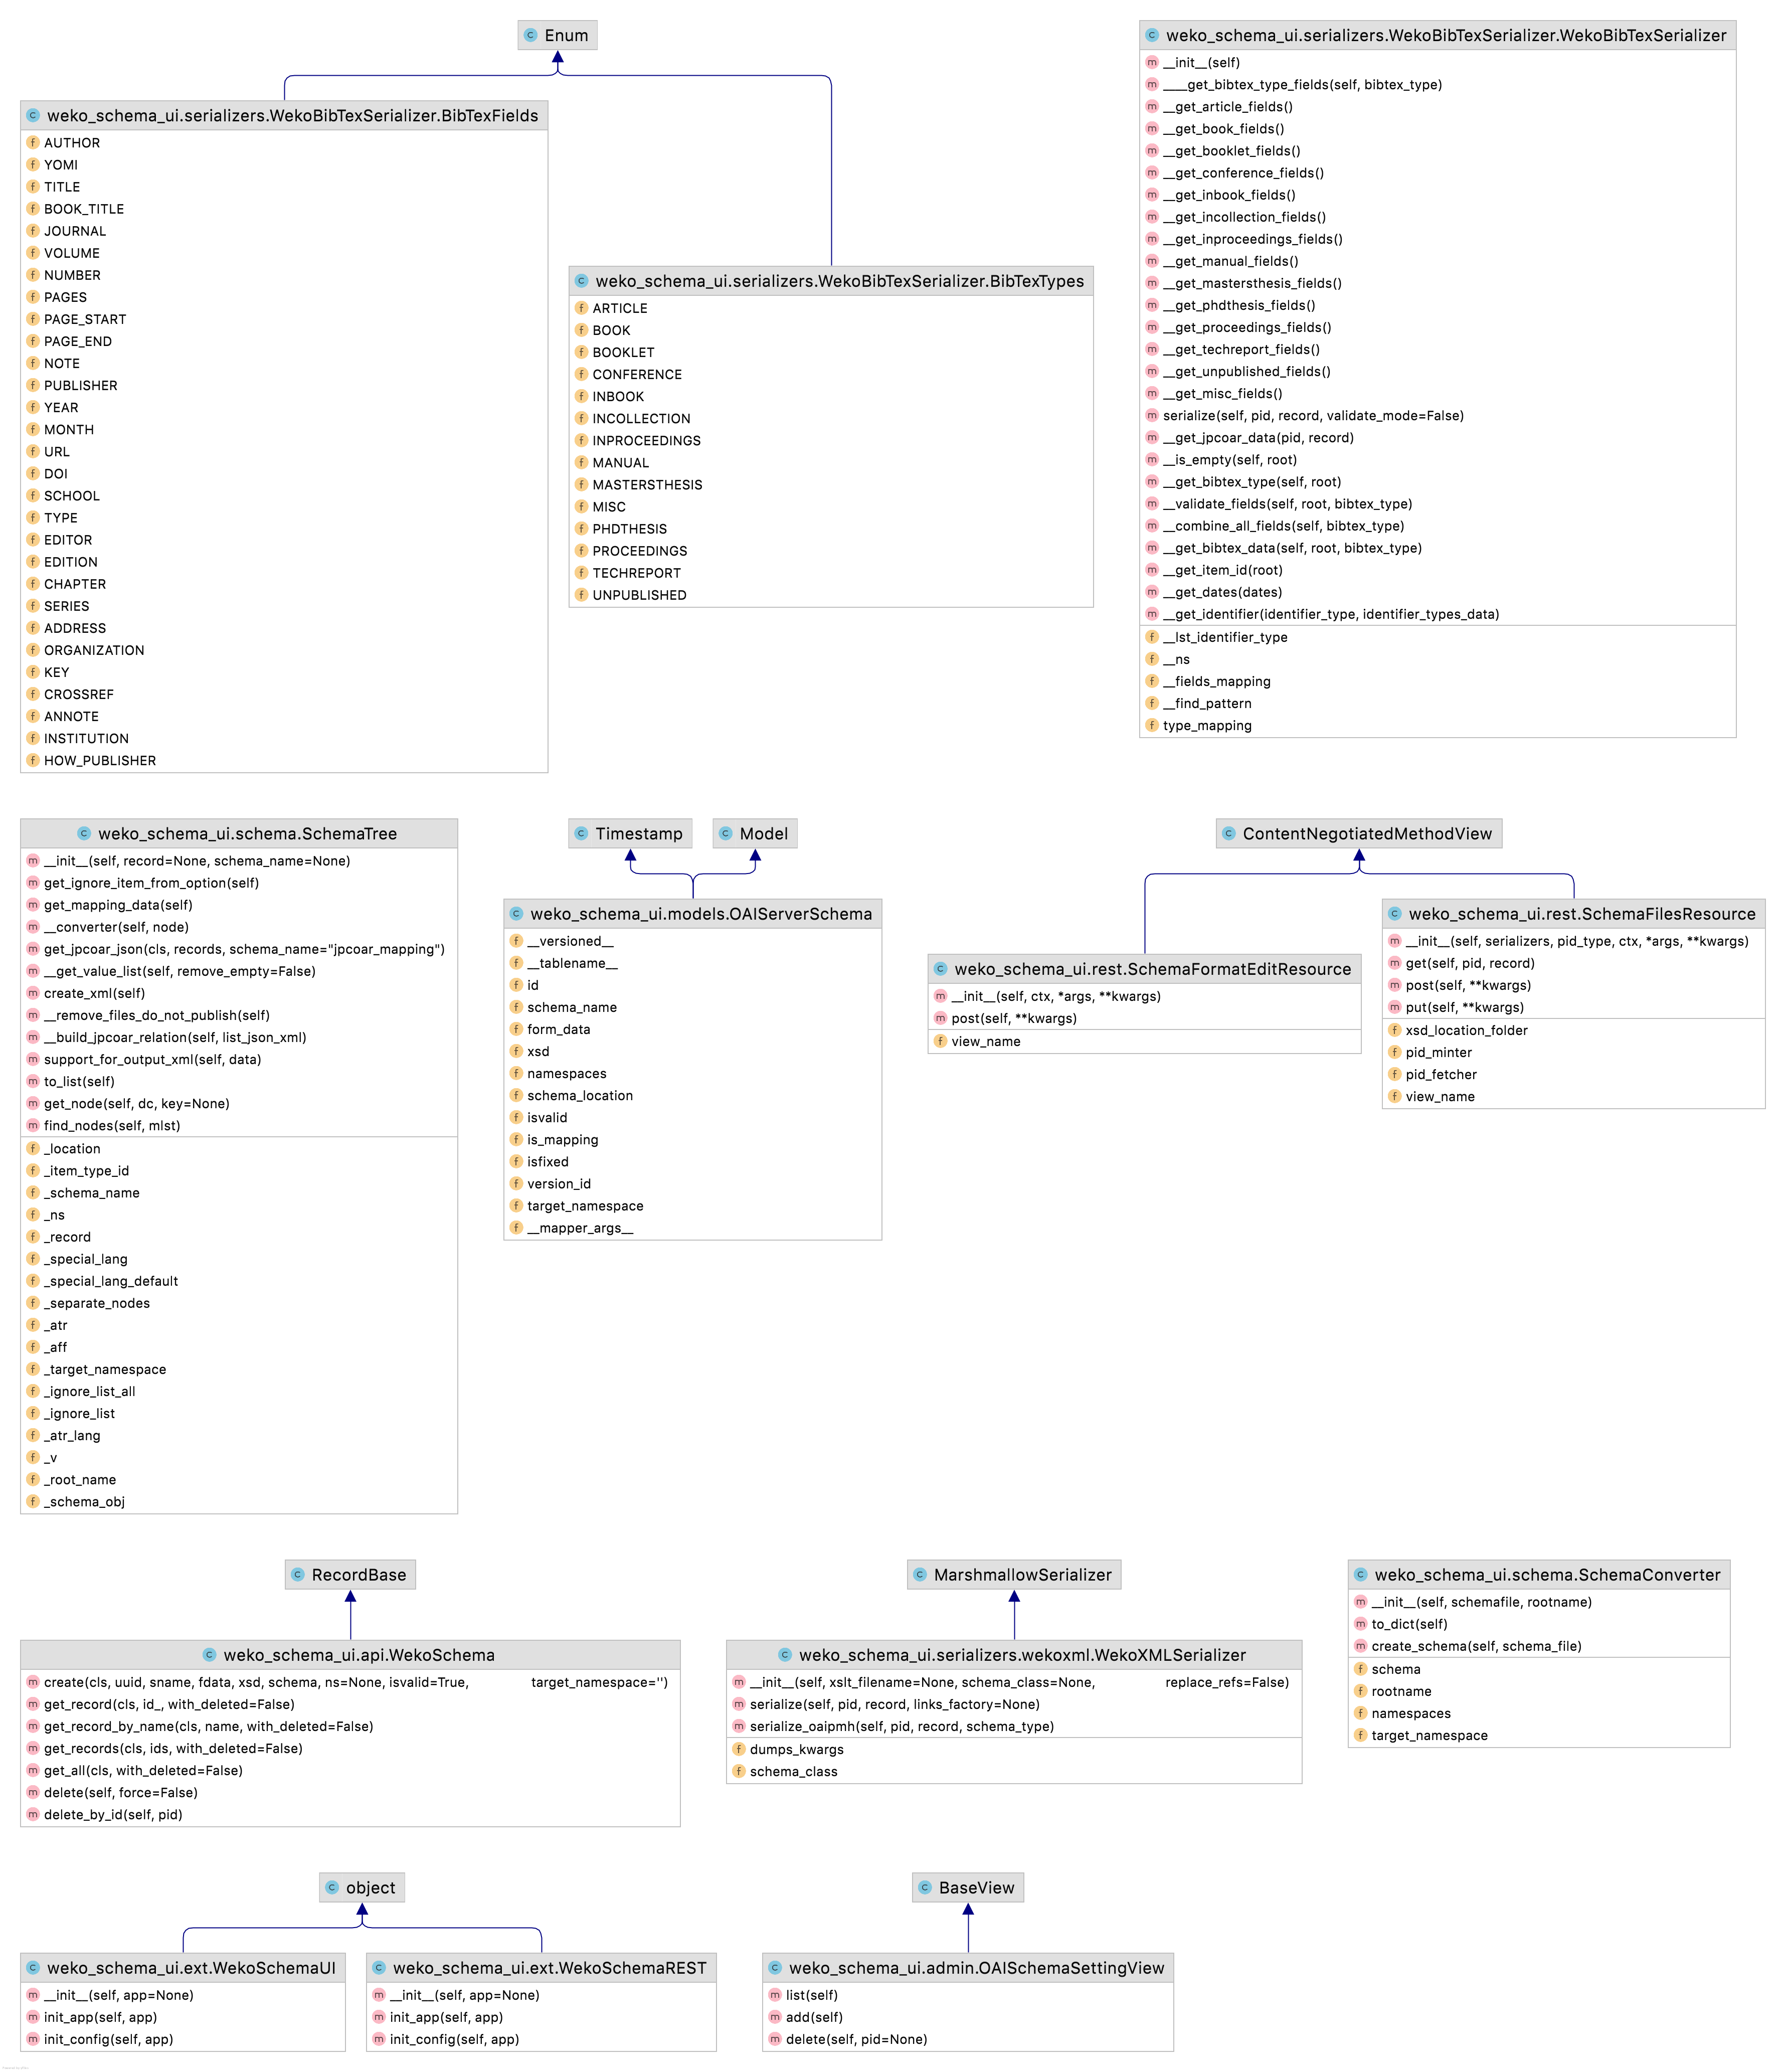 Enum
weko_schema_ui.serializers.WekoBibTexSerializer.BibTexFields
AUTHOR
YOMI
TITLE
BOOK_TITLE
JOURNAL
VOLUME
NUMBER
PAGES
PAGE_START
PAGE_END
NOTE
PUBLISHER
YEAR
MONTH
URL
DOI
SCHOOL
TYPE
EDITOR
EDITION
CHAPTER
SERIES
ADDRESS
ORGANIZATION
KEY
CROSSREF
ANNOTE
INSTITUTION
HOW_PUBLISHER
weko_schema_ui.serializers.WekoBibTexSerializer.BibTexTypes
ARTICLE
BOOK
BOOKLET
CONFERENCE
INBOOK
INCOLLECTION
INPROCEEDINGS
MANUAL
MASTERSTHESIS
MISC
PHDTHESIS
PROCEEDINGS
TECHREPORT
UNPUBLISHED
weko_schema_ui.serializers.WekoBibTexSerializer.WekoBibTexSerializer
__init__(self)
____get_bibtex_type_fields(self, bibtex_type)
__get_article_fields()
__get_book_fields()
__get_booklet_fields()
__get_conference_fields()
__get_inbook_fields()
__get_incollection_fields()
__get_inproceedings_fields()
__get_manual_fields()
__get_mastersthesis_fields()
__get_phdthesis_fields()
__get_proceedings_fields()
__get_techreport_fields()
__get_unpublished_fields()
__get_misc_fields()
serialize(self, pid, record, validate_mode=False)
__get_jpcoar_data(pid, record)
__is_empty(self, root)
__get_bibtex_type(self, root)
__validate_fields(self, root, bibtex_type)
__combine_all_fields(self, bibtex_type)
__get_bibtex_data(self, root, bibtex_type)
__get_item_id(root)
__get_dates(dates)
__get_identifier(identifier_type, identifier_types_data)
__lst_identifier_type
__ns
__fields_mapping
__find_pattern
type_mapping
weko_schema_ui.schema.SchemaTree
__init__(self, record=None, schema_name=None)
get_ignore_item_from_option(self)
get_mapping_data(self)
__converter(self, node)
get_jpcoar_json(cls, records, schema_name="jpcoar_mapping")
__get_value_list(self, remove_empty=False)
create_xml(self)
__remove_files_do_not_publish(self)
__build_jpcoar_relation(self, list_json_xml)
support_for_output_xml(self, data)
to_list(self)
get_node(self, dc, key=None)
find_nodes(self, mlst)
_location
_item_type_id
_schema_name
_ns
_record
_special_lang
_special_lang_default
_separate_nodes
_atr
_aff
_target_namespace
_ignore_list_all
_ignore_list
_atr_lang
_v
_root_name
_schema_obj
Timestamp
Model
weko_schema_ui.models.OAIServerSchema
__versioned__
__tablename__
id
schema_name
form_data
xsd
namespaces
schema_location
isvalid
is_mapping
isfixed
version_id
target_namespace
__mapper_args__
ContentNegotiatedMethodView
weko_schema_ui.rest.SchemaFormatEditResource
__init__(self, ctx, *args, **kwargs)
post(self, **kwargs)
view_name
weko_schema_ui.rest.SchemaFilesResource
__init__(self, serializers, pid_type, ctx, *args, **kwargs)
get(self, pid, record)
post(self, **kwargs)
put(self, **kwargs)
xsd_location_folder
pid_minter
pid_fetcher
view_name
RecordBase
weko_schema_ui.api.WekoSchema
create(cls, uuid, sname, fdata, xsd, schema, ns=None, isvalid=True, target_namespace='')
get_record(cls, id_, with_deleted=False)
get_record_by_name(cls, name, with_deleted=False)
get_records(cls, ids, with_deleted=False)
get_all(cls, with_deleted=False)
delete(self, force=False)
delete_by_id(self, pid)
MarshmallowSerializer
weko_schema_ui.serializers.wekoxml.WekoXMLSerializer
__init__(self, xslt_filename=None, schema_class=None, replace_refs=False)
serialize(self, pid, record, links_factory=None)
serialize_oaipmh(self, pid, record, schema_type)
dumps_kwargs
schema_class
weko_schema_ui.schema.SchemaConverter
__init__(self, schemafile, rootname)
to_dict(self)
create_schema(self, schema_file)
schema
rootname
namespaces
target_namespace
object
weko_schema_ui.ext.WekoSchemaUI
__init__(self, app=None)
init_app(self, app)
init_config(self, app)
weko_schema_ui.ext.WekoSchemaREST
__init__(self, app=None)
init_app(self, app)
init_config(self, app)
BaseView
weko_schema_ui.admin.OAISchemaSettingView
list(self)
add(self)
delete(self, pid=None)